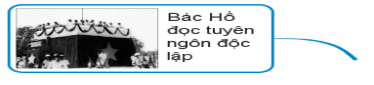 Bác Hồ
đọc tuyên
ngôn độc
lập